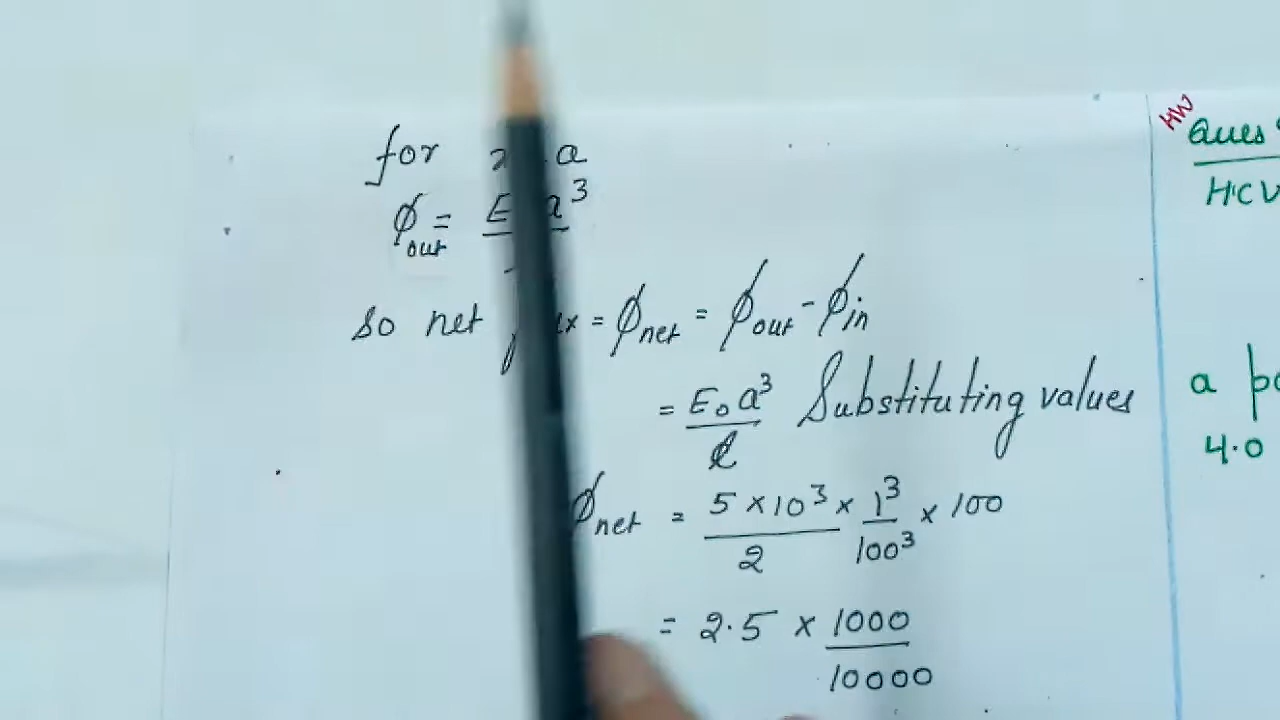 for a
ϕout = E a³
so net = ϕnet = ϕout - ϕin
= E₀a³ Substituting values
ℓ
ϕnet = 5 × 10³ × 1³ × 100
2 100³
= 2.5 × 1000
10000
HW
Ques
HCV
a
4.0